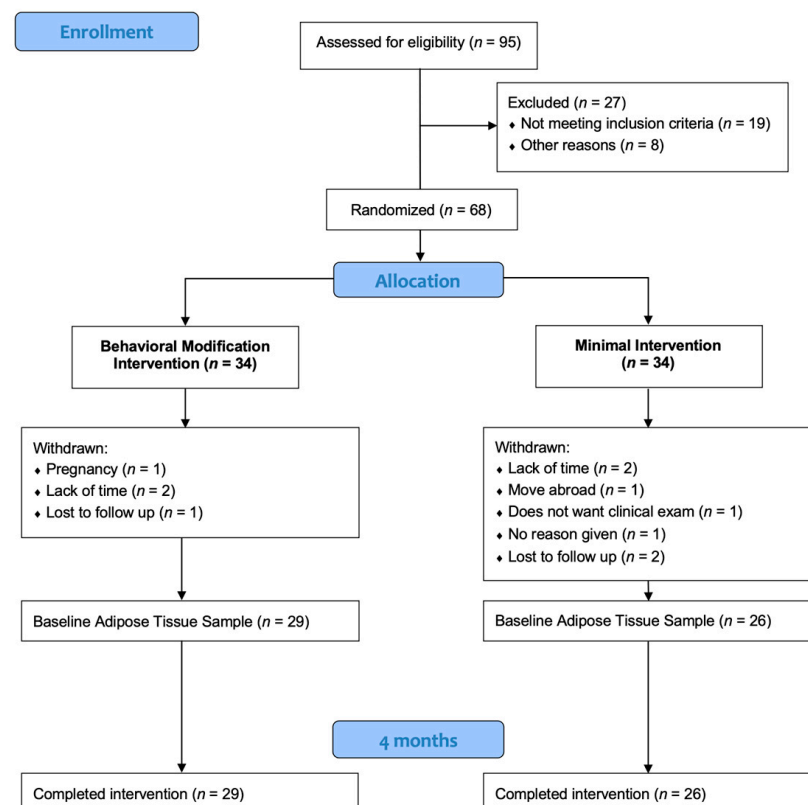 Enrollment
Assessed for eligibility (n = 95)
Excluded (n = 27)
♦ Not meeting inclusion criteria (n = 19)
♦ Other reasons (n = 8)
Randomized (n = 68)
Allocation
Behavioral Modification
Intervention (n = 34)
Minimal Intervention
(n = 34)
Withdrawn:
♦ Pregnancy (n = 1)
♦ Lack of time (n = 2)
♦ Lost to follow up (n = 1)
Withdrawn:
♦ Lack of time (n = 2)
♦ Move abroad (n = 1)
♦ Does not want clinical exam (n = 1)
♦ No reason given (n = 1)
♦ Lost to follow up (n = 2)
Baseline Adipose Tissue Sample (n = 29)
Baseline Adipose Tissue Sample (n = 26)
4 months
Completed intervention (n = 29)
Completed intervention (n = 26)